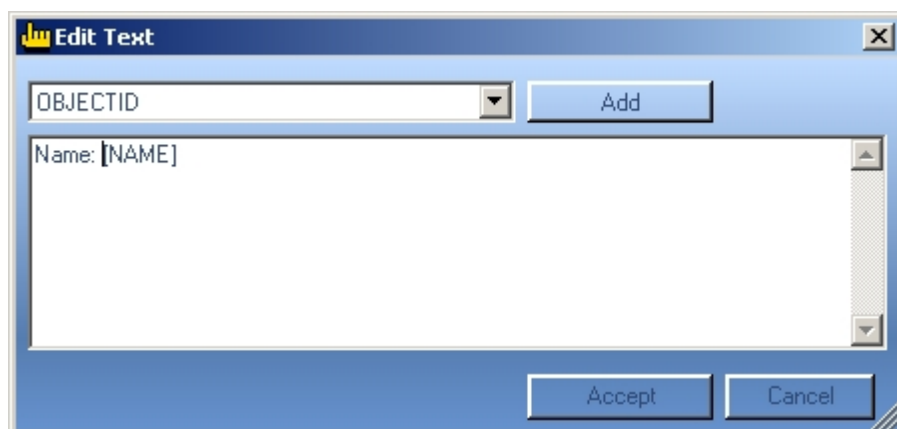 Edit Text
OBJECTID
Add
Name: [NAME]
Accept
Cancel